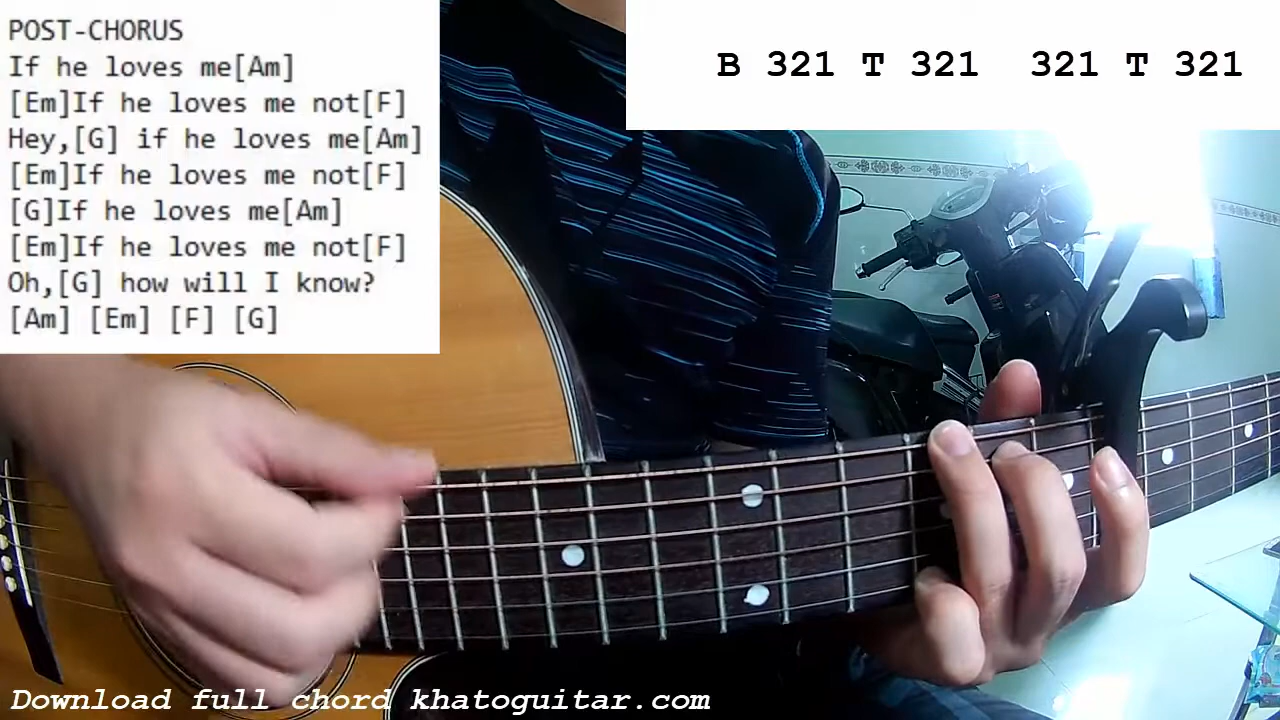 POST-CHORUS
If he loves me[Am]
[Em]If he loves me not[F]
Hey,[G] if he loves me[Am]
[Em]If he loves me not[F]
[G]If he loves me[Am]
[Em]If he loves me not[F]
Oh,[G] how will I know?
[Am] [Em] [F] [G]
B 321 T 321 321 T 321
Download full chord khatoguitar.com